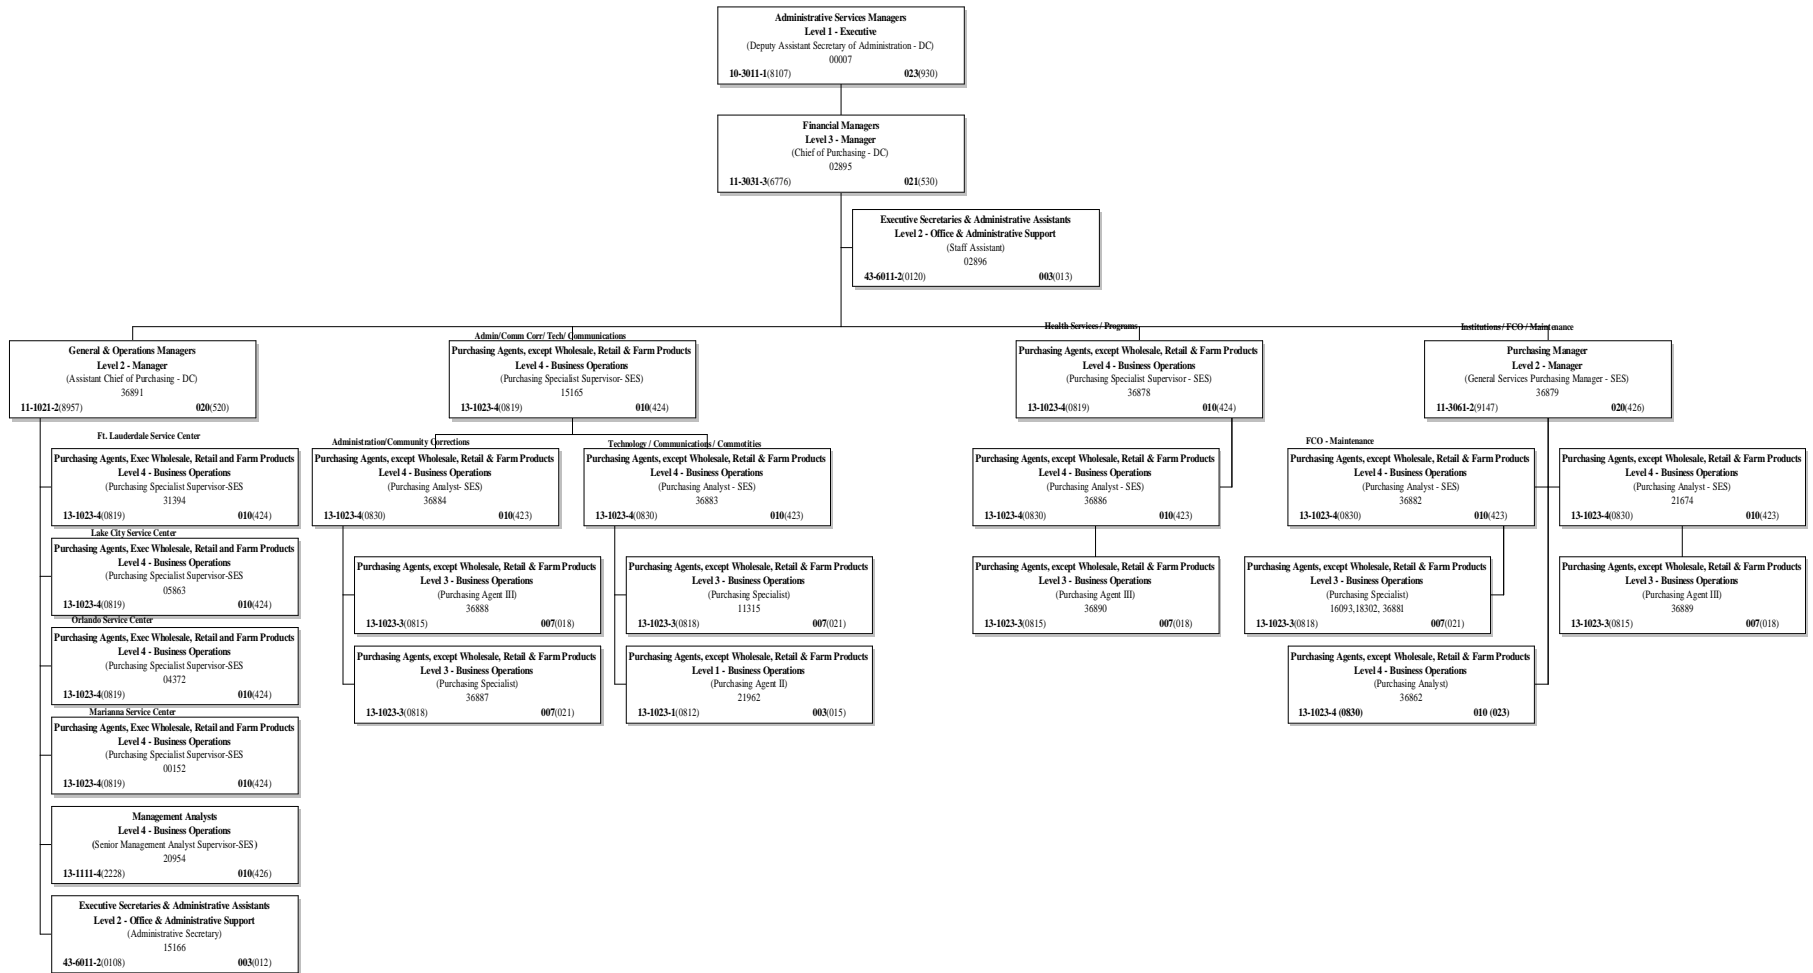 Administrative Services Managers
Level 1 - Executive
(Deputy Assistant Secretary of Administration - DC)
00007
10-3011-1(8107) 023(930)
Financial Managers
Level 3 - Manager
(Chief of Purchasing - DC)
02895
11-3031-3(6776) 021(530)
Executive Secretaries & Administrative Assistants
Level 2 - Office & Administrative Support
(Staff Assistant)
02896
43-6011-2(0120) 003(013)
General & Operations Managers
Level 2 - Manager
(Assistant Chief of Purchasing - DC)
36891
11-1021-2(8957) 020(520)
Ft. Lauderdale Service Center
Purchasing Agents, Exec Wholesale, Retail and Farm Products
Level 4 - Business Operations
(Purchasing Specialist Supervisor-SES
31394
13-1023-4(0819) 010(424)
Lake City Service Center
Purchasing Agents, Exec Wholesale, Retail and Farm Products
Level 4 - Business Operations
(Purchasing Specialist Supervisor-SES
05863
13-1023-4(0819) 010(424)
Orlando Service Center
Purchasing Agents, Exec Wholesale, Retail and Farm Products
Level 4 - Business Operations
(Purchasing Specialist Supervisor-SES
04372
13-1023-4(0819) 010(424)
Marianna Service Center
Purchasing Agents, Exec Wholesale, Retail and Farm Products
Level 4 - Business Operations
(Purchasing Specialist Supervisor-SES
00152
13-1023-4(0819) 010(424)
Management Analysts
Level 4 - Business Operations
(Senior Management Analyst Supervisor-SES)
20954
13-1111-4(2228) 010(426)
Executive Secretaries & Administrative Assistants
Level 2 - Office & Administrative Support
(Administrative Secretary)
15166
43-6011-2(0108) 003(012)
Admin/Comm Corr/ Tech/ Communications
Purchasing Agents, except Wholesale, Retail & Farm Products
Level 4 - Business Operations
(Purchasing Specialist Supervisor- SES)
15165
13-1023-4(0819) 010(424)
Administration/Community Corrections
Purchasing Agents, except Wholesale, Retail & Farm Products
Level 4 - Business Operations
(Purchasing Analyst- SES)
36884
13-1023-4(0830) 010(423)
Purchasing Agents, except Wholesale, Retail & Farm Products
Level 3 - Business Operations
(Purchasing Agent III)
36888
13-1023-3(0815) 007(018)
Purchasing Agents, except Wholesale, Retail & Farm Products
Level 3 - Business Operations
(Purchasing Specialist)
36887
13-1023-3(0818) 007(021)
Technology / Communications / Commotities
Purchasing Agents, except Wholesale, Retail & Farm Products
Level 4 - Business Operations
(Purchasing Analyst - SES)
36883
13-1023-4(0830) 010(423)
Purchasing Agents, except Wholesale, Retail & Farm Products
Level 3 - Business Operations
(Purchasing Specialist)
11315
13-1023-3(0818) 007(021)
Purchasing Agents, except Wholesale, Retail & Farm Products
Level 1 - Business Operations
(Purchasing Agent II)
21962
13-1023-1(0812) 003(015)
Health Services / Programs
Purchasing Agents, except Wholesale, Retail & Farm Products
Level 4 - Business Operations
(Purchasing Specialist Supervisor - SES)
36878
13-1023-4(0819) 010(424)
Purchasing Agents, except Wholesale, Retail & Farm Products
Level 4 - Business Operations
(Purchasing Analyst - SES)
36886
13-1023-4(0830) 010(423)
Purchasing Agents, except Wholesale, Retail & Farm Products
Level 3 - Business Operations
(Purchasing Agent III)
36890
13-1023-3(0815) 007(018)
Institutions / FCO / Maintenance
Purchasing Manager
Level 2 - Manager
(General Services Purchasing Manager - SES)
36879
11-3061-2(9147) 020(426)
FCO - Maintenance
Purchasing Agents, except Wholesale, Retail & Farm Products
Level 4 - Business Operations
(Purchasing Analyst - SES)
36882
13-1023-4(0830) 010(423)
Purchasing Agents, except Wholesale, Retail & Farm Products
Level 3 - Business Operations
(Purchasing Specialist)
16093,18302, 36881
13-1023-3(0818) 007(021)
Purchasing Agents, except Wholesale, Retail & Farm Products
Level 4 - Business Operations
(Purchasing Analyst)
36862
13-1023-4 (0830) 010 (023)
Purchasing Agents, except Wholesale, Retail & Farm Products
Level 4 - Business Operations
(Purchasing Analyst - SES)
21674
13-1023-4(0830) 010(423)
Purchasing Agents, except Wholesale, Retail & Farm Products
Level 3 - Business Operations
(Purchasing Agent III)
36889
13-1023-3(0815) 007(018)